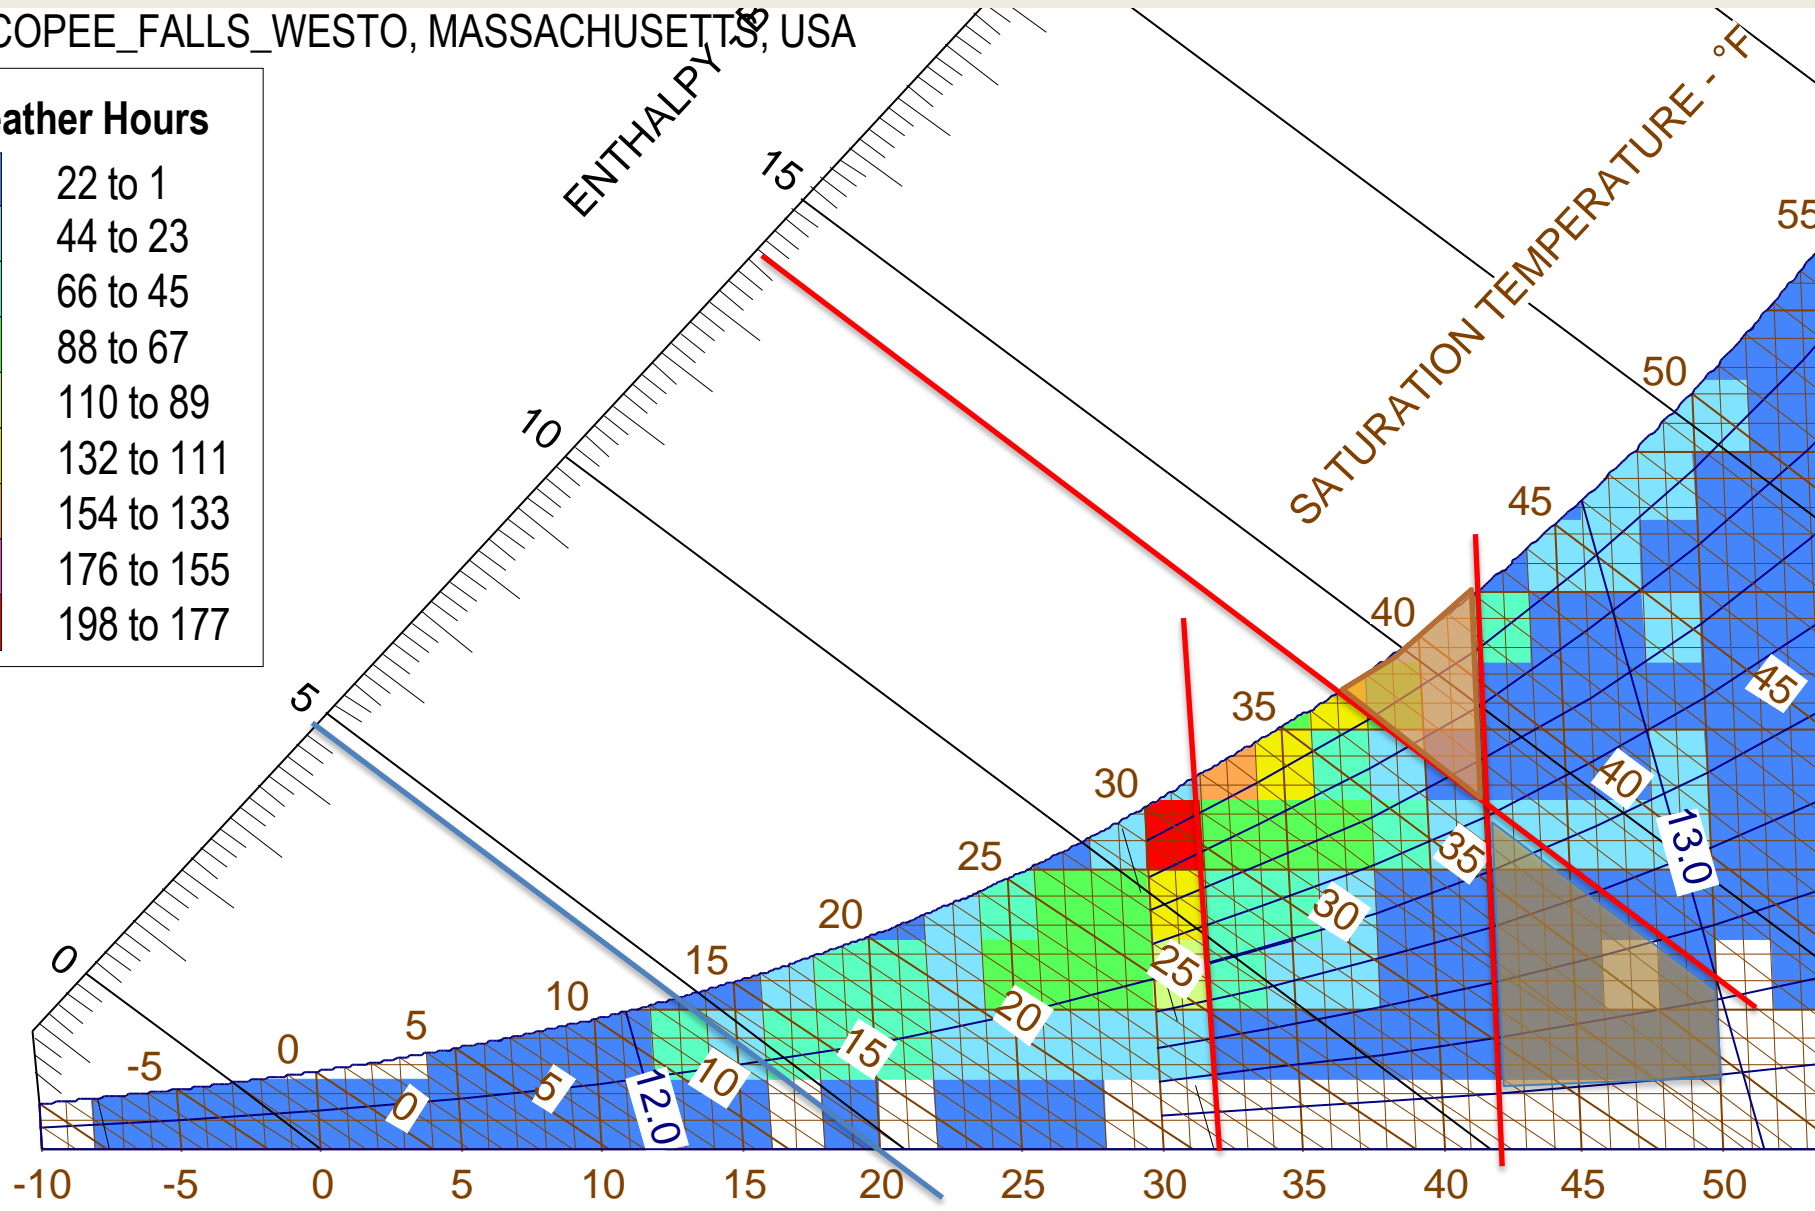 COPEE_FALLS_WESTO, MASSACHUSETTS, USA
ather Hours
22 to 1
44 to 23
66 to 45
88 to 67
110 to 89
132 to 111
154 to 133
176 to 155
198 to 177
ENTHALPY - B
15
10
5
0
SATURATION TEMPERATURE - °F
55
50
45
40
35
30
25
20
15
10
5
0
-5
45
40
35
30
25
20
15
10
5
0
13.0
12.0
-10 -5 0 5 10 15 20 25 30 35 40 45 50